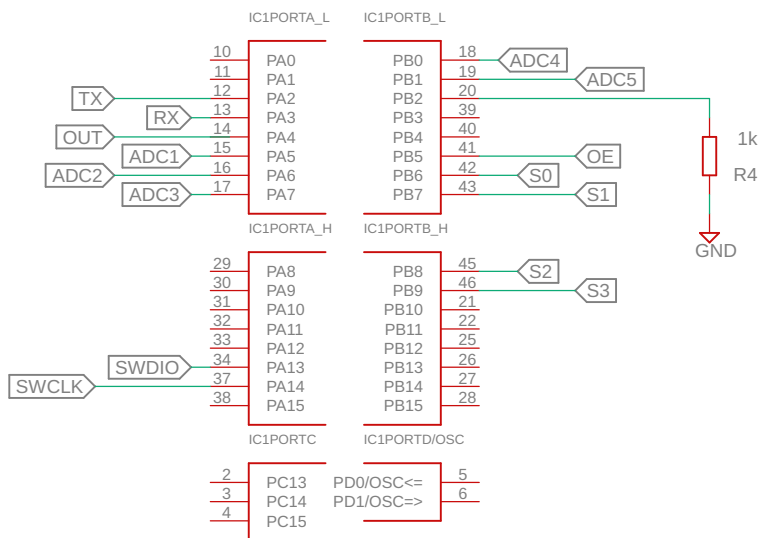 IC1PORTA_L IC1PORTB_L
10 PA0 PB0 18 ADC4
11 PA1 PB1 19 ADC5
TX 12 PA2 PB2 20
RX 13 PA3 PB3 39
OUT 14 PA4 PB4 40 1k
ADC1 15 PA5 PB5 41 OE
ADC2 16 PA6 PB6 42 S0 R4
ADC3 17 PA7 PB7 43 S1
IC1PORTA_H IC1PORTB_H
GND
29 PA8 PB8 45 S2
30 PA9 PB9 46 S3
31 PA10 PB10 21
32 PA11 PB11 22
33 PA12 PB12 25
SWDIO 34 PA13 PB13 26
SWCLK 37 PA14 PB14 27
38 PA15 PB15 28
IC1PORTC IC1PORTD/OSC
2 PC13 PD0/OSC<= 5
3 PC14 PD1/OSC=> 6
4 PC15